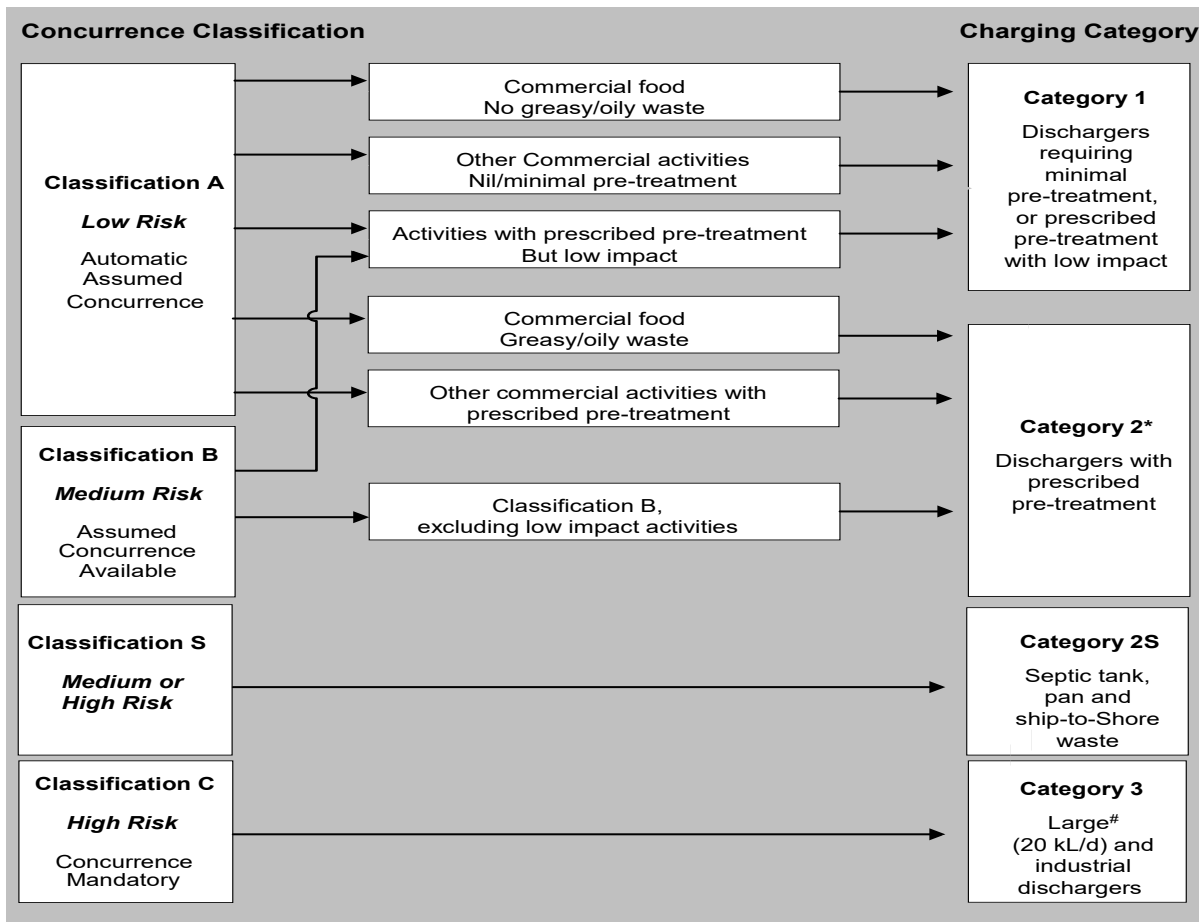 Concurrence Classification
Charging Category
Classification A
Low Risk
Automatic
Assumed
Concurrence
Classification B
Medium Risk
Assumed
Concurrence
Available
Classification S
Medium or
High Risk
Classification C
High Risk
Concurrence
Mandatory
Commercial food
No greasy/oily waste
Other Commercial activities
Nil/minimal pre-treatment
Activities with prescribed pre-treatment
But low impact
Commercial food
Greasy/oily waste
Other commercial activities with
prescribed pre-treatment
Classification B,
excluding low impact activities
Category 1
Dischargers
requiring
minimal
pre-treatment,
or prescribed
pre-treatment
with low impact
Category 2*
Dischargers with
prescribed
pre-treatment
Category 2S
Septic tank,
pan and
ship-to-Shore
waste
Category 3
Large#
(20 kL/d) and
industrial
dischargers